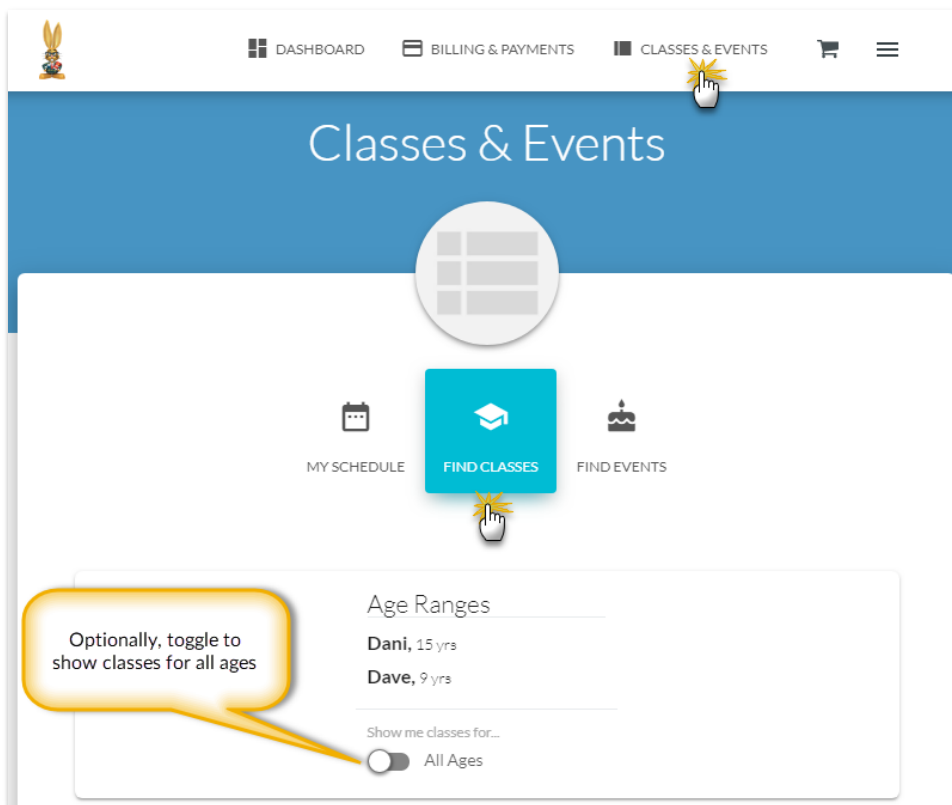 DASHBOARD BILLING & PAYMENTS CLASSES & EVENTS
Classes & Events
MY SCHEDULE FIND CLASSES FIND EVENTS
Age Ranges
Dani, 15 yrs
Dave, 9 yrs
Optionally, toggle to
show classes for all ages
Show me classes for...
All Ages